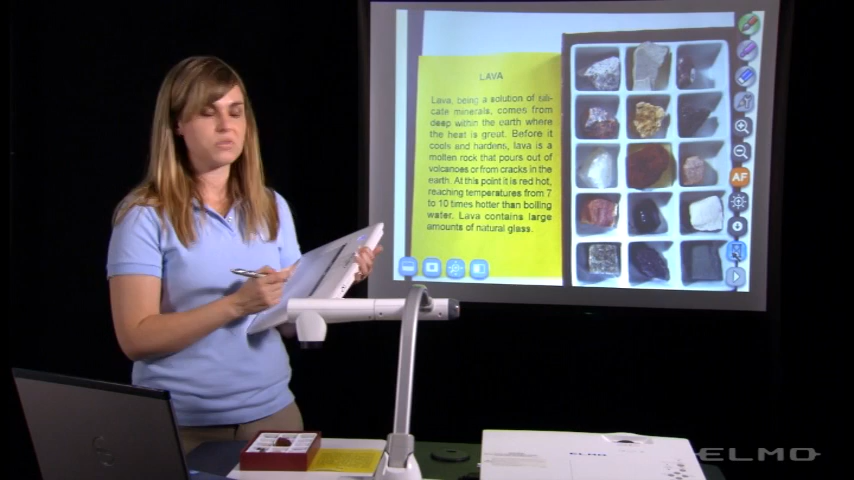 LAVA
Lava, being a solution of sili-
cate minerals, comes from
deep within the earth where
the heat is great. Before it
cools and hardens, lava is a
molten rock that pours out of
volcanoes or from cracks in the
earth. At this point it is red hot,
reaching temperatures from 7
to 10 times hotter than boiling
water. Lava contains large
amounts of natural glass.
AF
ELMO
ELMO